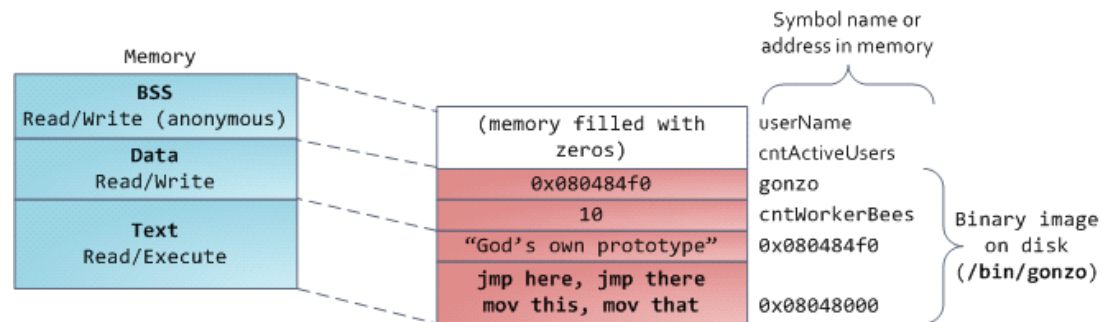 Symbol name or
address in memory
Memory
BSS
Read/Write (anonymous)
Data
Read/Write
Text
Read/Execute
(memory filled with
zeros)
0x080484f0
10
“God’s own prototype”
jmp here, jmp there
mov this, mov that
userName
cntActiveUsers
gonzo
cntWorkerBees
0x080484f0
0x08048000
Binary image
on disk
(/bin/gonzo)